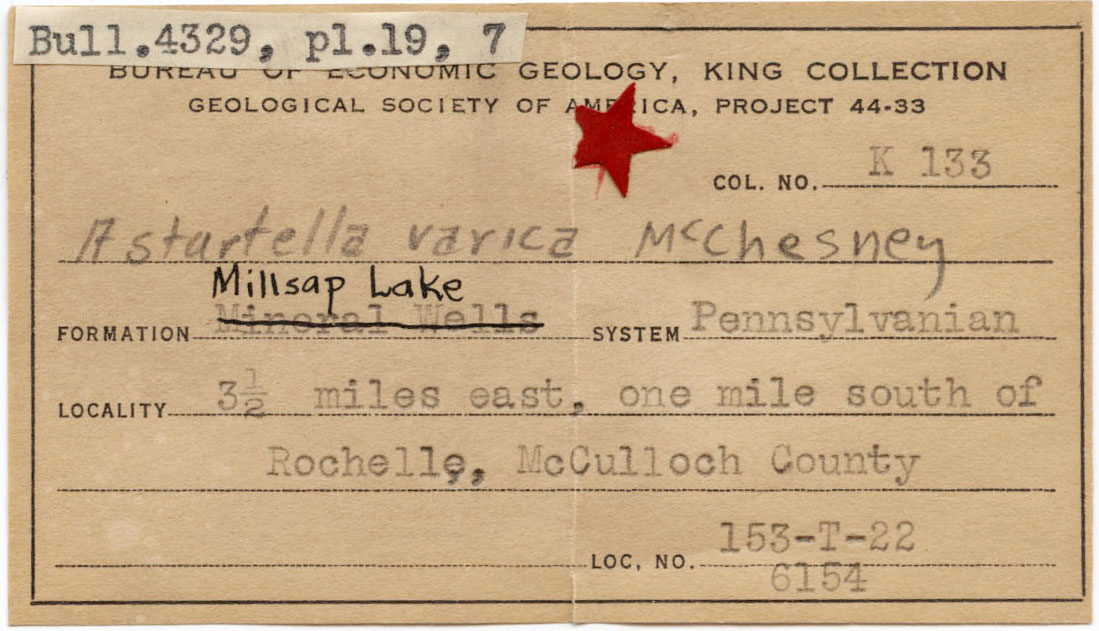 Bull.4329, pl.19, 7
BUREAU OF ECONOMIC GEOLOGY, KING COLLECTION
GEOLOGICAL SOCIETY OF AMERICA, PROJECT 44-33
COL. NO. K 133
Astartella varica McChesney
Millsap Lake
FORMATION Mineral Wells SYSTEM Pennsylvanian
LOCALITY 3½ miles east, one mile south of
Rochelle, McCulloch County
LOC. NO. 153-T-22
6154